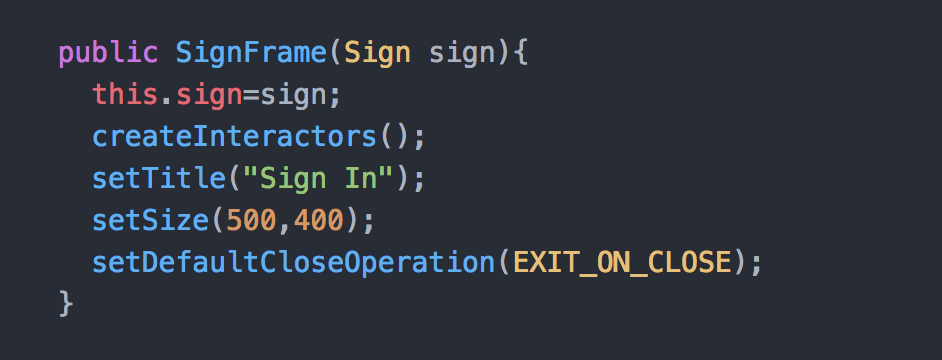 public SignFrame(Sign sign){
this.sign=sign;
createInteractors();
setTitle("Sign In");
setSize(500,400);
setDefaultCloseOperation(EXIT_ON_CLOSE);
}